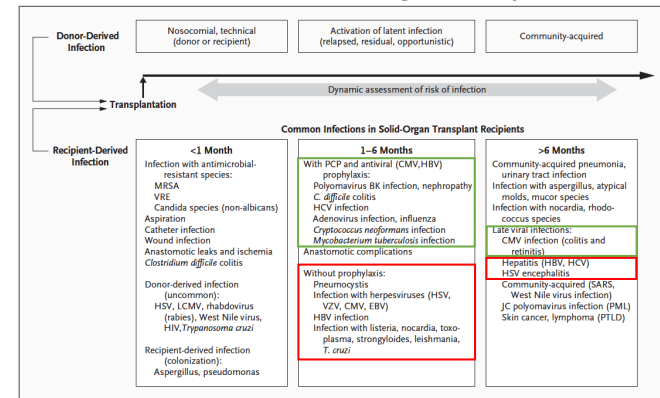 Donor-Derived
Infection
Nosocomial, technical
(donor or recipient)
Activation of latent infection
(relapsed, residual, opportunistic)
Community-acquired
Dynamic assessment of risk of infection
Transplantation
Common Infections in Solid-Organ Transplant Recipients
Recipient-Derived
Infection
<1 Month
Infection with antimicrobial-
resistant species:
MRSA
VRE
Candida species (non-albicans)
Aspiration
Catheter infection
Wound infection
Anastomotic leaks and ischemia
Clostridium difficile colitis
Donor-derived infection
(uncommon):
HSV, LCMV, rhabdovirus
(rabies), West Nile virus,
HIV,Trypanosoma cruzi
Recipient-derived infection
(colonization):
Aspergillus, pseudomonas
1–6 Months
With PCP and antiviral (CMV,HBV)
prophylaxis:
Polyomavirus BK infection, nephropathy
C. difficile colitis
HCV infection
Adenovirus infection, influenza
Cryptococcus neoformans infection
Mycobacterium tuberculosis infection
Anastomotic complications
Without prophylaxis:
Pneumocystis
Infection with herpesviruses (HSV,
VZV, CMV, EBV)
HBV infection
Infection with listeria, nocardia, toxo-
plasma, strongyloides, leishmania,
T. cruzi
>6 Months
Community-acquired pneumonia,
urinary tract infection
Infection with aspergillus, atypical
molds, mucor species
Infection with nocardia, rhodo-
coccus species
Late viral infections:
CMV infection (colitis and
retinitis)
Hepatitis (HBV, HCV)
HSV encephalitis
Community-acquired (SARS,
West Nile virus infection)
JC polyomavirus infection (PML)
Skin cancer, lymphoma (PTLD)